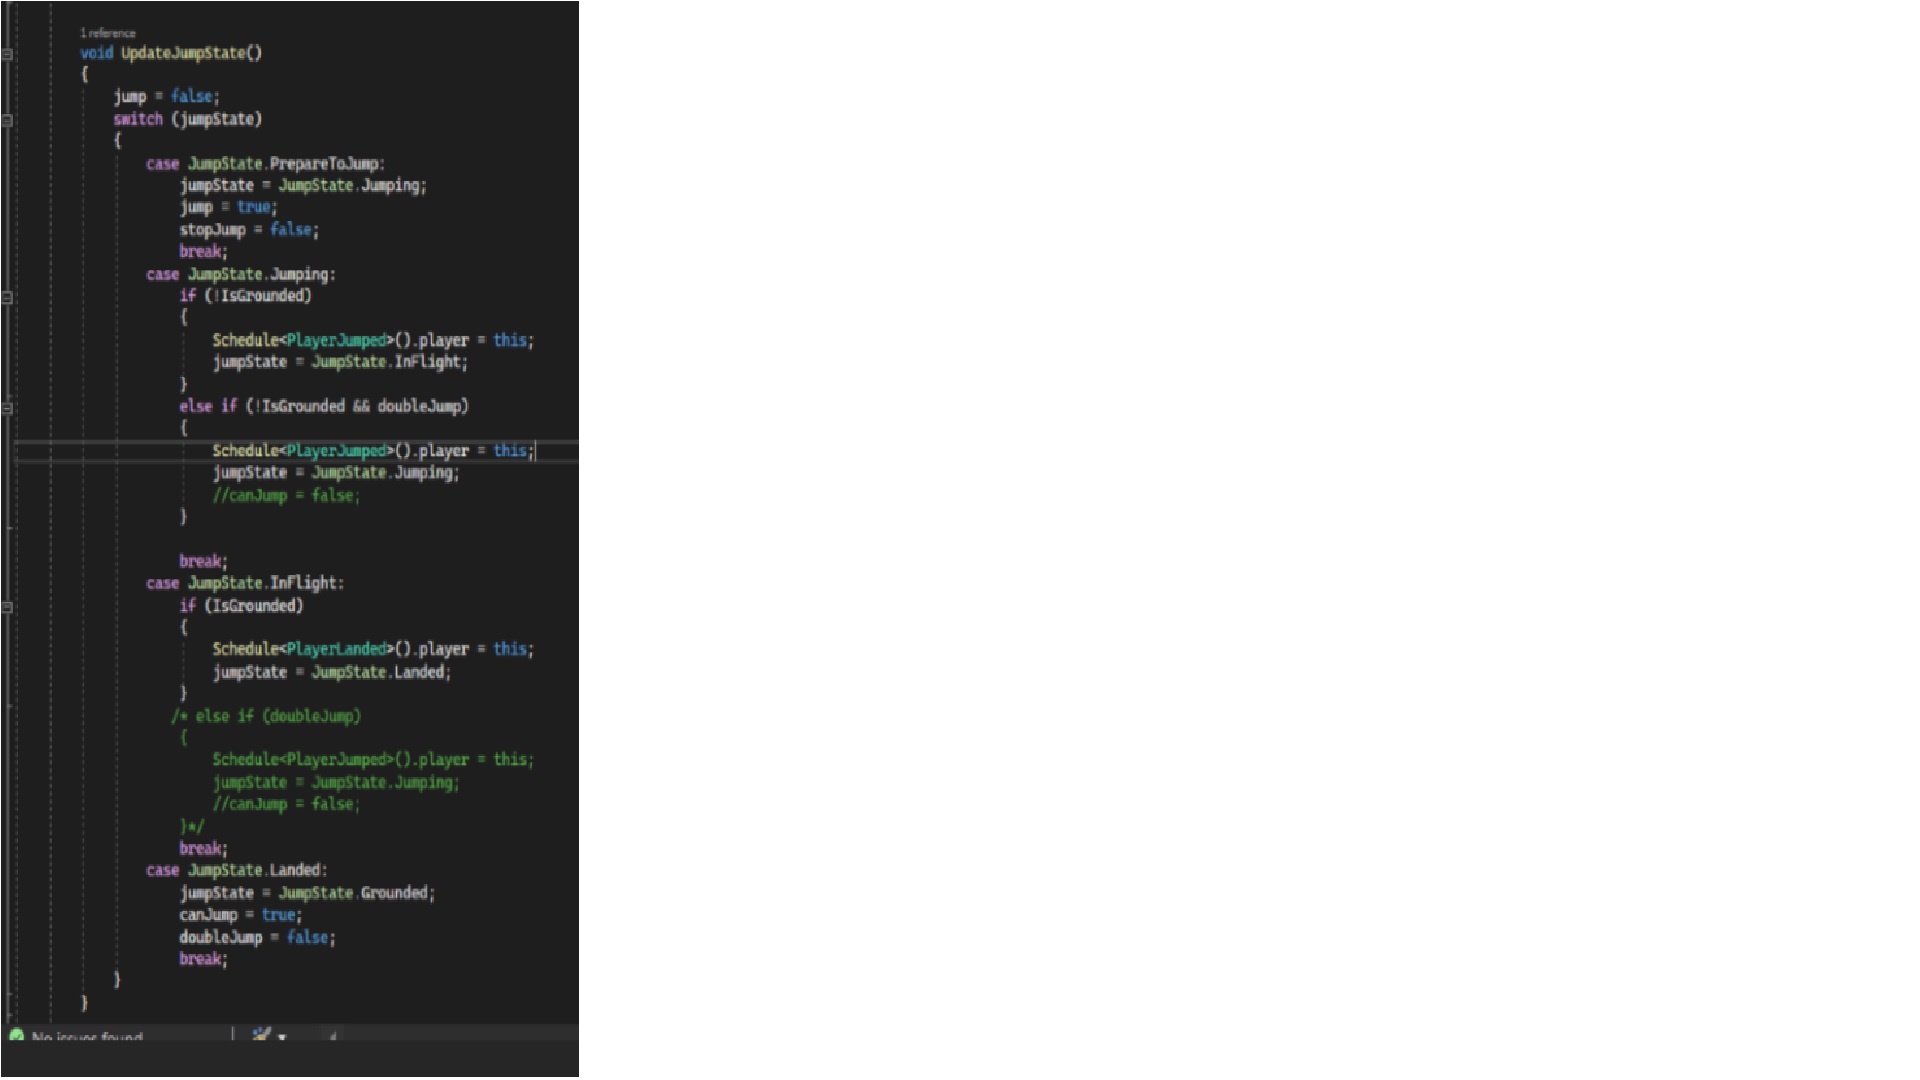 1 reference
void UpdateJumpState()
{
jump = false;
switch (jumpState)
{
case JumpState.PrepareToJump:
jumpState = JumpState.Jumping;
jump = true;
stopJump = false;
break;
case JumpState.Jumping:
if (!IsGrounded)
{
Schedule<PlayerJumped>().player = this;
jumpState = JumpState.InFlight;
}
else if (!IsGrounded && doubleJump)
{
Schedule<PlayerJumped>().player = this;
jumpState = JumpState.Jumping;
//canJump = false;
}
break;
case JumpState.InFlight:
if (IsGrounded)
{
Schedule<PlayerLanded>().player = this;
jumpState = JumpState.Landed;
}
/* else if (doubleJump)
{
Schedule<PlayerJumped>().player = this;
jumpState = JumpState.Jumping;
//canJump = false;
}*/
break;
case JumpState.Landed:
jumpState = JumpState.Grounded;
canJump = true;
doubleJump = false;
break;
}
}
No issues found